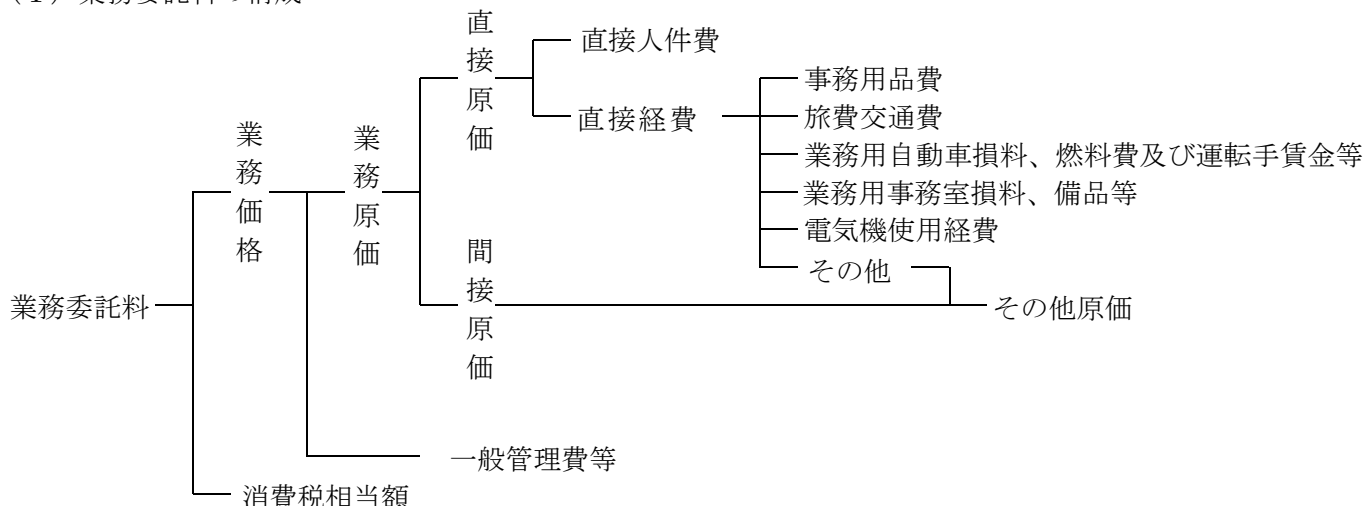 直接原価
直接人件費
直接経費
事務用品費
旅費交通費
業務用自動車損料、燃料費及び運転手賃金等
業務用事務室損料、備品等
電気機使用経費
その他
業務価格
業務原価
間接原価
業務委託料
その他原価
一般管理費等
消費税相当額